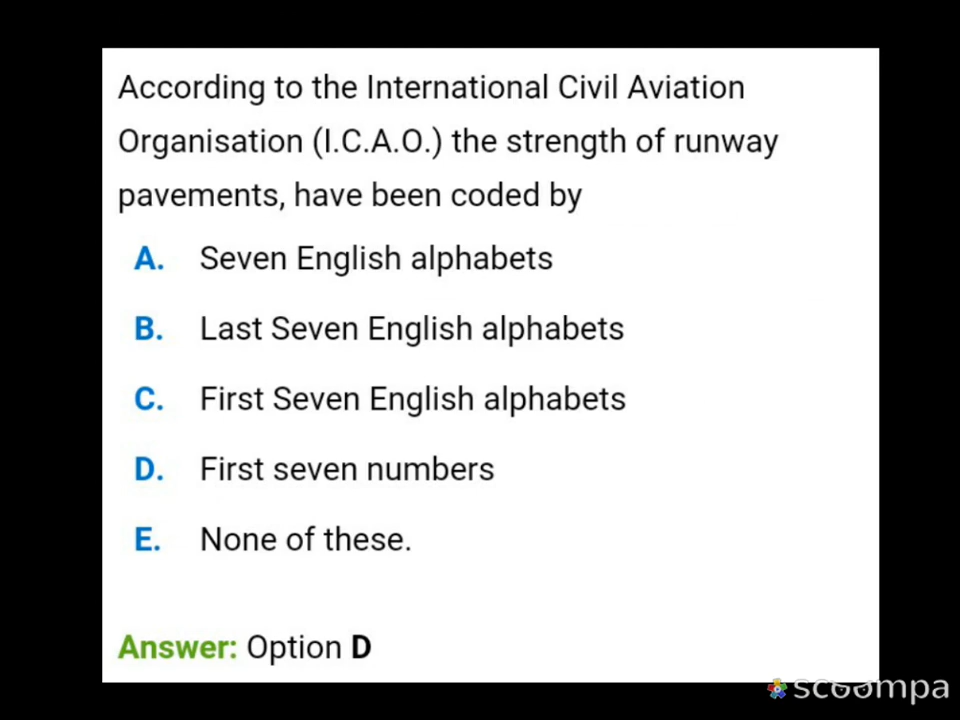 According to the International Civil Aviation
Organisation (I.C.A.O.) the strength of runway
pavements, have been coded by
A. Seven English alphabets
B. Last Seven English alphabets
C. First Seven English alphabets
D. First seven numbers
E. None of these.
Answer: Option D
scoompa